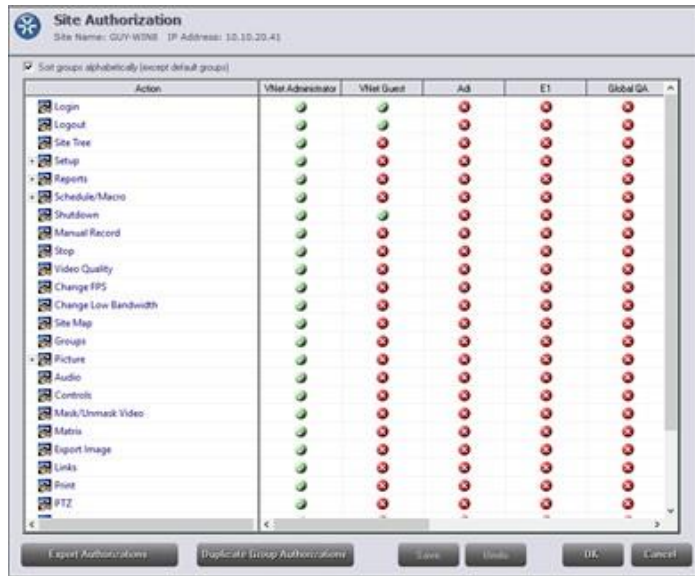 Site Authorization
Site Name: GUY-WIN8 IP Address: 10.10.20.41
Sort groups alphabetically (except default groups)
Action VNet Administrator VNet Guest Adi E1 Global QA
Login
Logout
Site Tree
Setup
Reports
Schedule/Macro
Shutdown
Manual Record
Stop
Video Quality
Change FPS
Change Low Bandwidth
Site Map
Groups
Picture
Audio
Controls
Mask/Unmask Video
Matrix
Export Image
Links
Print
PTZ
Export Authorizations Duplicate Group Authorizations Save Undo OK Cancel